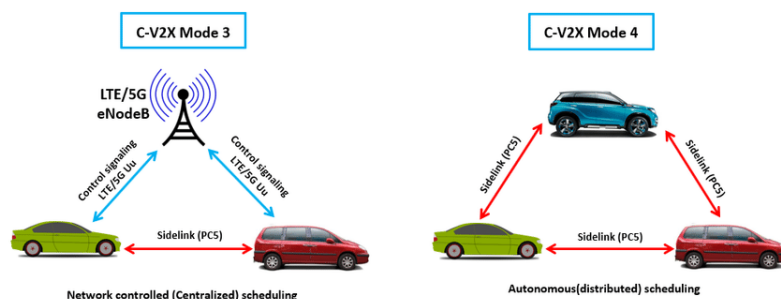 C-V2X Mode 3
LTE/5G
eNodeB
Control signaling
LTE/5G Uu
Control signaling
LTE/5G Uu
Sidelink (PC5)
Network controlled (Centralized) scheduling
C-V2X Mode 4
Sidelink (PC5)
Sidelink (PC5)
Sidelink (PC5)
Autonomous(distributed) scheduling